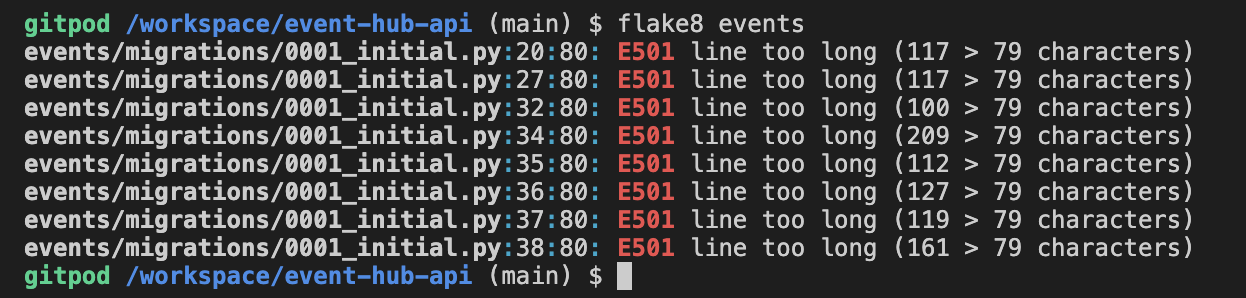 gitpod /workspace/event-hub-api (main) $ flake8 events
events/migrations/0001_initial.py:20:80: E501 line too long (117 > 79 characters)
events/migrations/0001_initial.py:27:80: E501 line too long (117 > 79 characters)
events/migrations/0001_initial.py:32:80: E501 line too long (100 > 79 characters)
events/migrations/0001_initial.py:34:80: E501 line too long (209 > 79 characters)
events/migrations/0001_initial.py:35:80: E501 line too long (112 > 79 characters)
events/migrations/0001_initial.py:36:80: E501 line too long (127 > 79 characters)
events/migrations/0001_initial.py:37:80: E501 line too long (119 > 79 characters)
events/migrations/0001_initial.py:38:80: E501 line too long (161 > 79 characters)
gitpod /workspace/event-hub-api (main) $